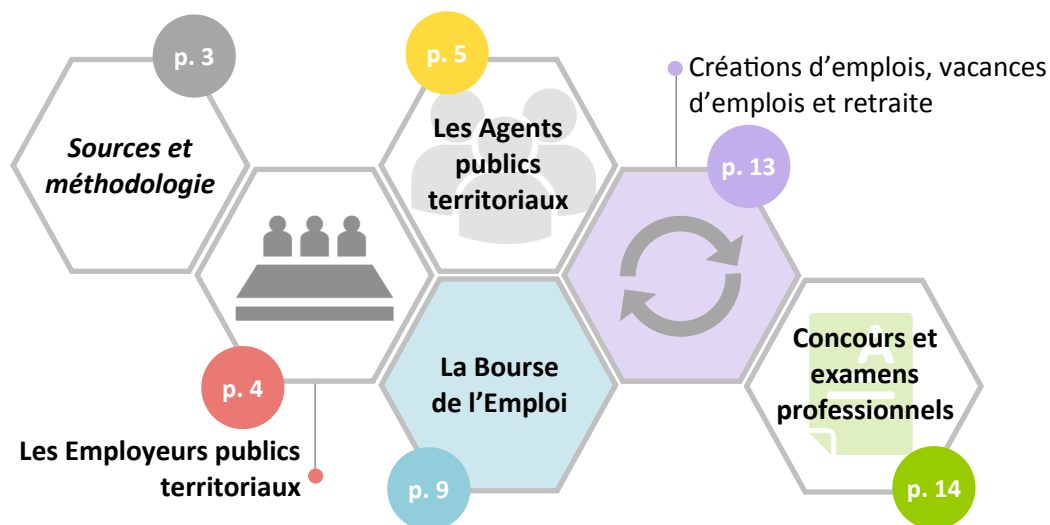 p. 3
Sources et
méthodologie
p. 4
Les Employeurs publics
territoriaux
p. 5
Les Agents
publics
territoriaux
p. 9
La Bourse
de l’Emploi
p. 13
Créations d’emplois, vacances
d’emplois et retraite
p. 14
A
Concours et
examens
professionnels